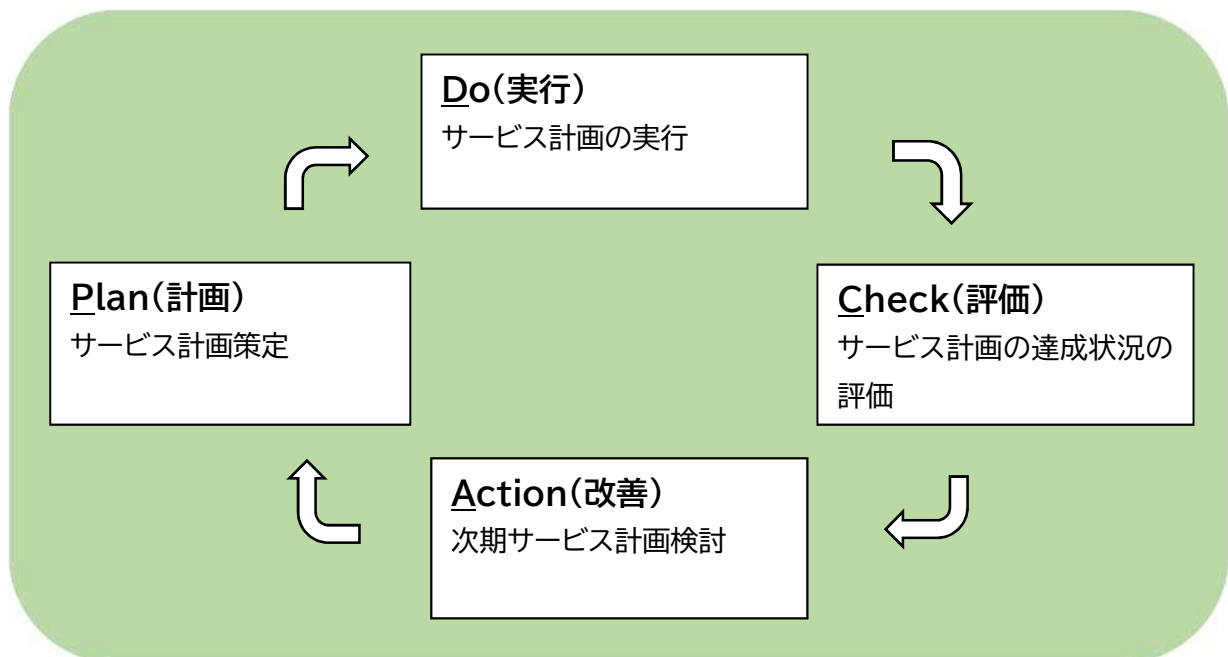 Do(実行)
サービス計画の実行
Plan(計画)
サービス計画策定
Check(評価)
サービス計画の達成状況の
評価
Action(改善)
次期サービス計画検討